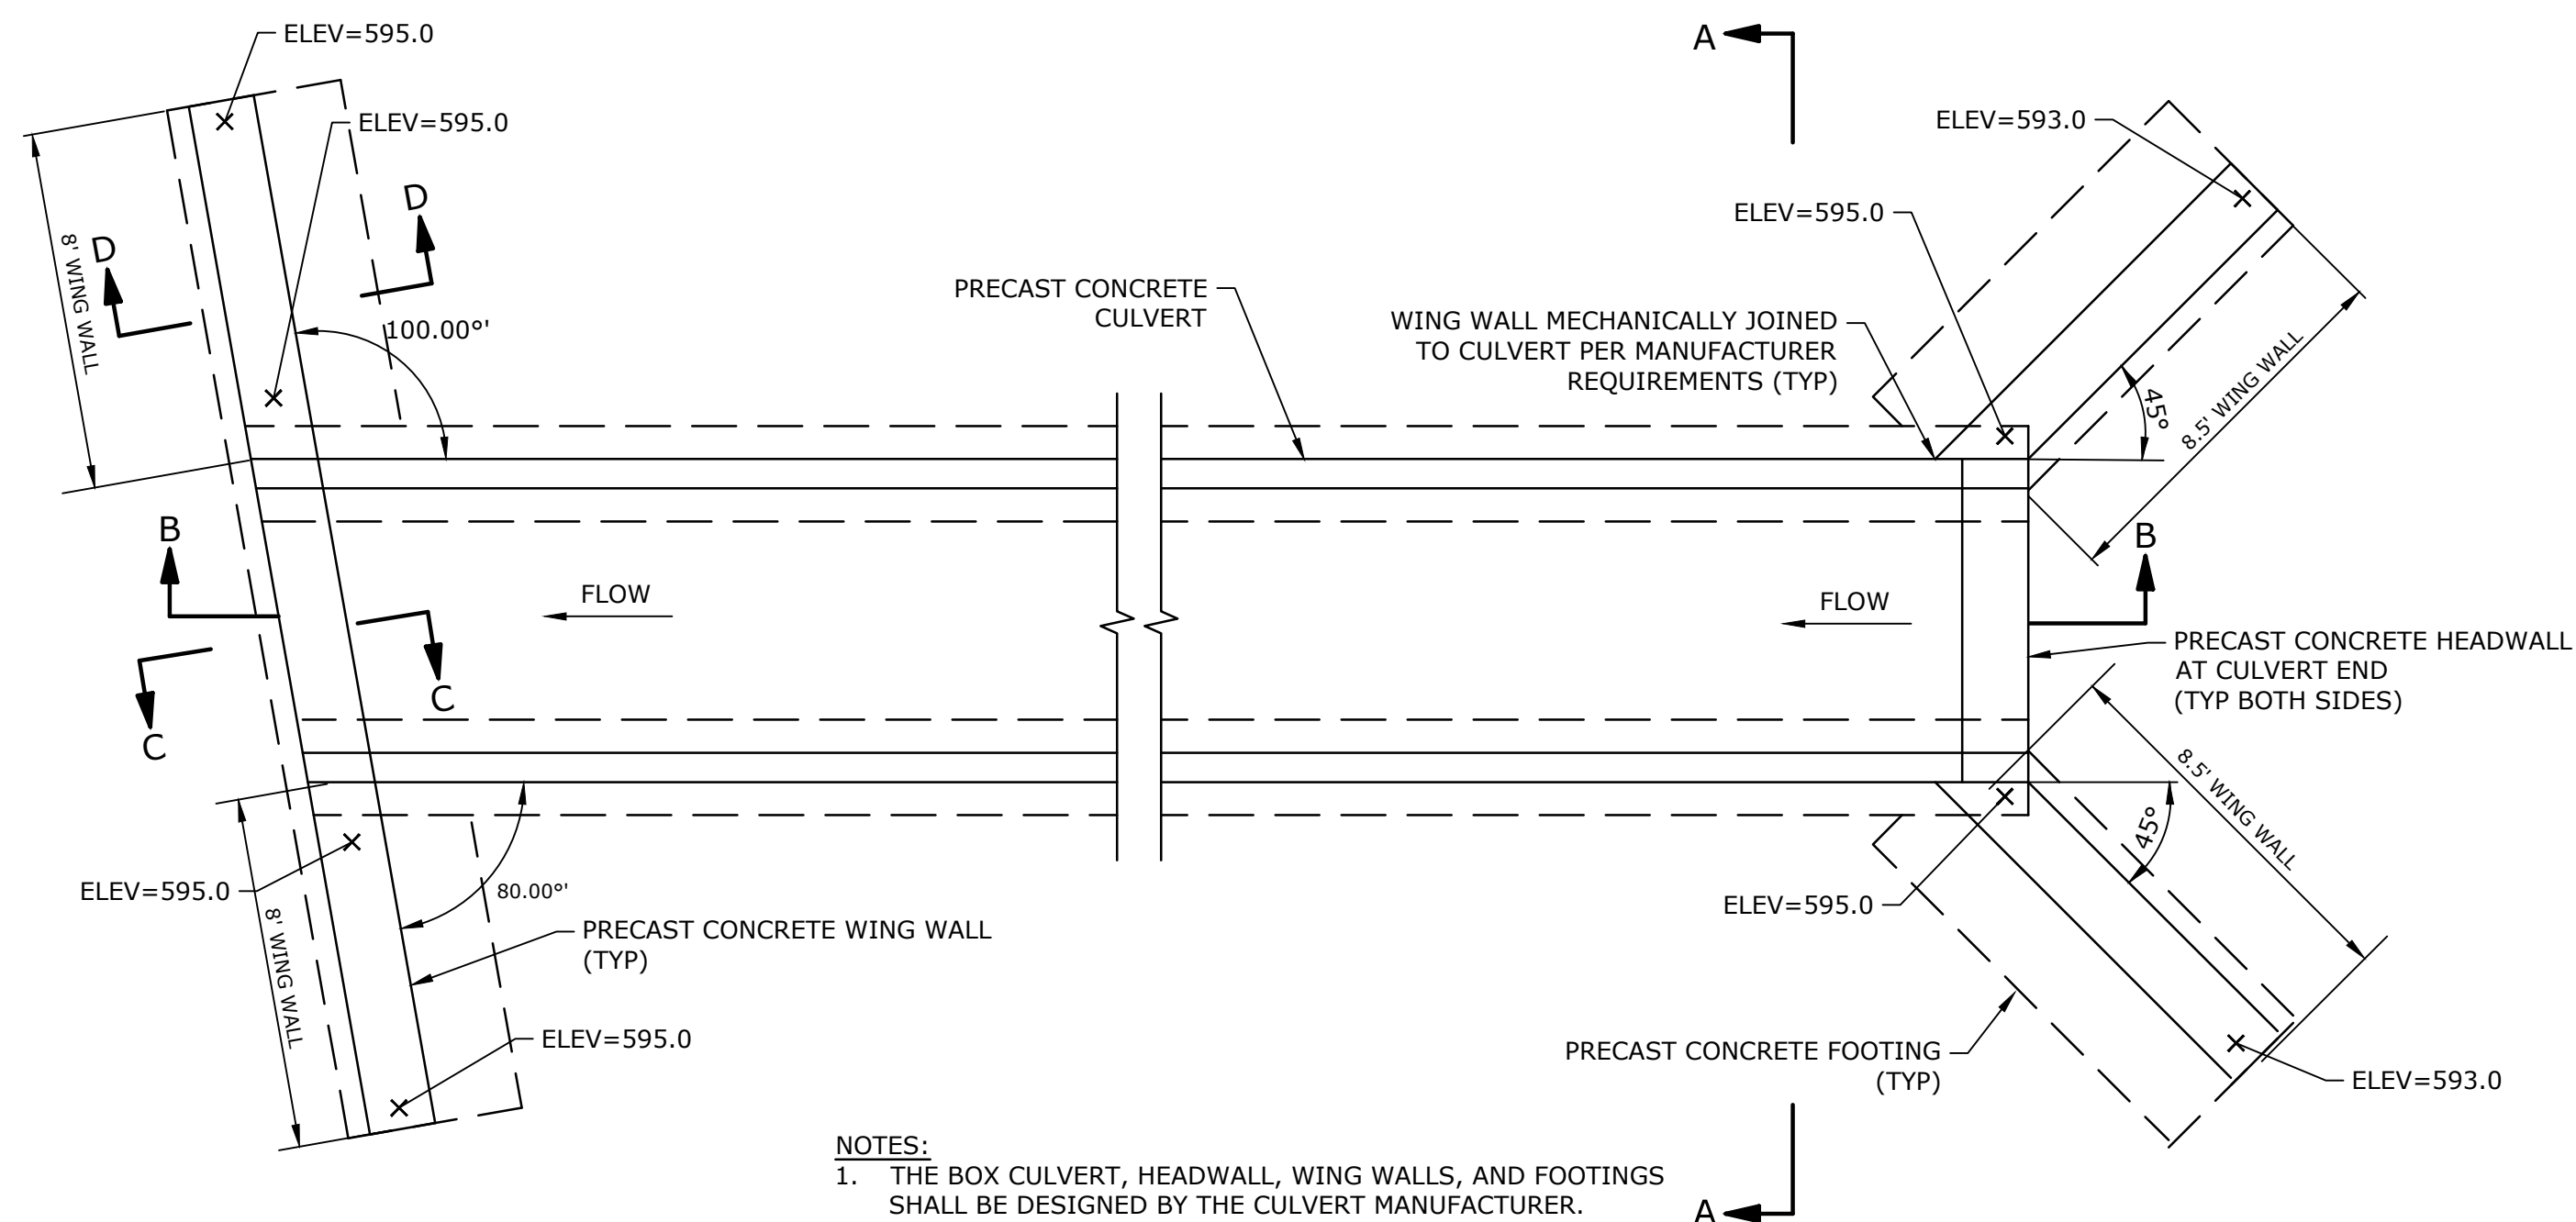 ELEV=595.0
A
ELEV=593.0
ELEV=595.0
D
ELEV=595.0
D
8' WING WALL
PRECAST CONCRETE
CULVERT
100.00°'
WING WALL MECHANICALLY JOINED
TO CULVERT PER MANUFACTURER
REQUIREMENTS (TYP)
45°
8.5' WING WALL
B
B
FLOW
FLOW
PRECAST CONCRETE HEADWALL
AT CULVERT END
(TYP BOTH SIDES)
C
C
8.5' WING WALL
45°
ELEV=595.0
80.00°'
ELEV=595.0
8' WING WALL
PRECAST CONCRETE WING WALL
(TYP)
ELEV=595.0
PRECAST CONCRETE FOOTING
(TYP)
ELEV=593.0
NOTES:
1. THE BOX CULVERT, HEADWALL, WING WALLS, AND FOOTINGS
SHALL BE DESIGNED BY THE CULVERT MANUFACTURER.
A